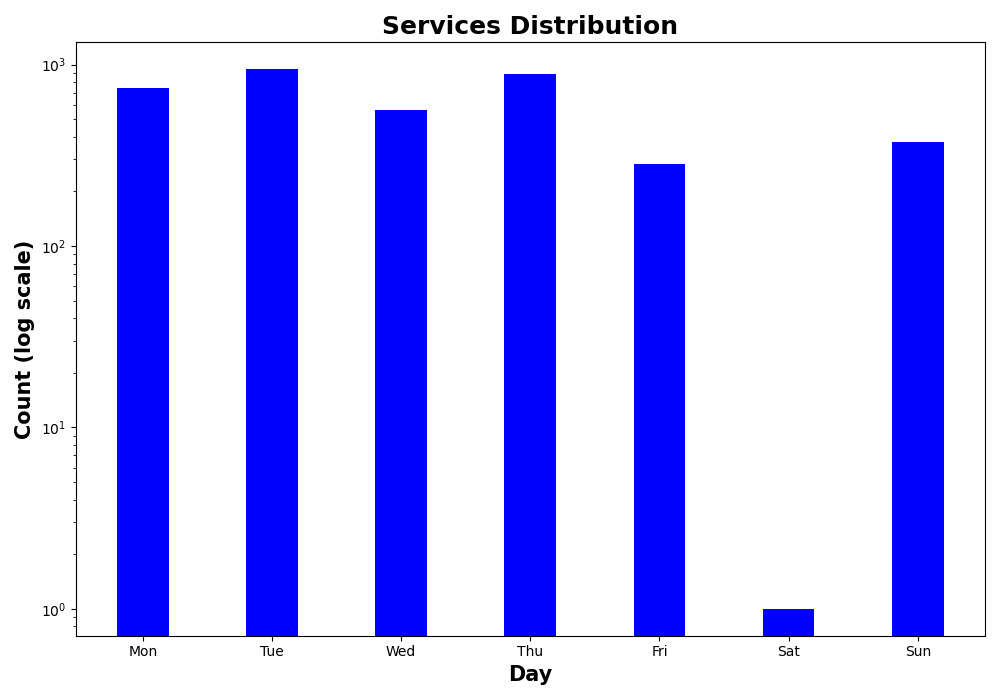 Services Distribution
Count (log scale)
10³
10²
10¹
10⁰
Mon Tue Wed Thu Fri Sat Sun
Day